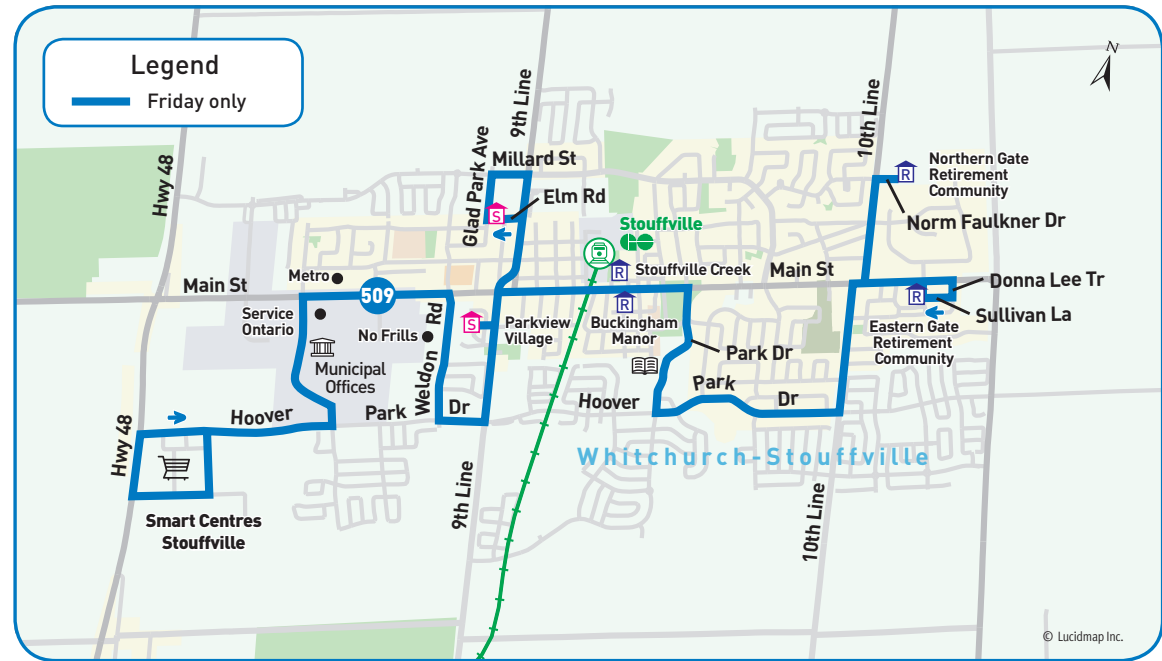 Legend
Friday only
N
Hwy 48
9th Line
10th Line
Glad Park Ave
Millard St
Elm Rd
S
Stouffville
R
Stouffville Creek
Main St
R
Northern Gate
Retirement
Community
Norm Faulkner Dr
Donna Lee Tr
Sullivan La
R
Eastern Gate
Retirement
Community
Metro
Main St
509
Service
Ontario
No Frills
Weldon Rd
S
Parkview
Village
R
Buckingham
Manor
Park Dr
Municipal
Offices
Hoover Park Dr
Hoover Park Dr
Hwy 48
9th Line
10th Line
Whitchurch-Stouffville
Smart Centres
Stouffville
© Lucidmap Inc.